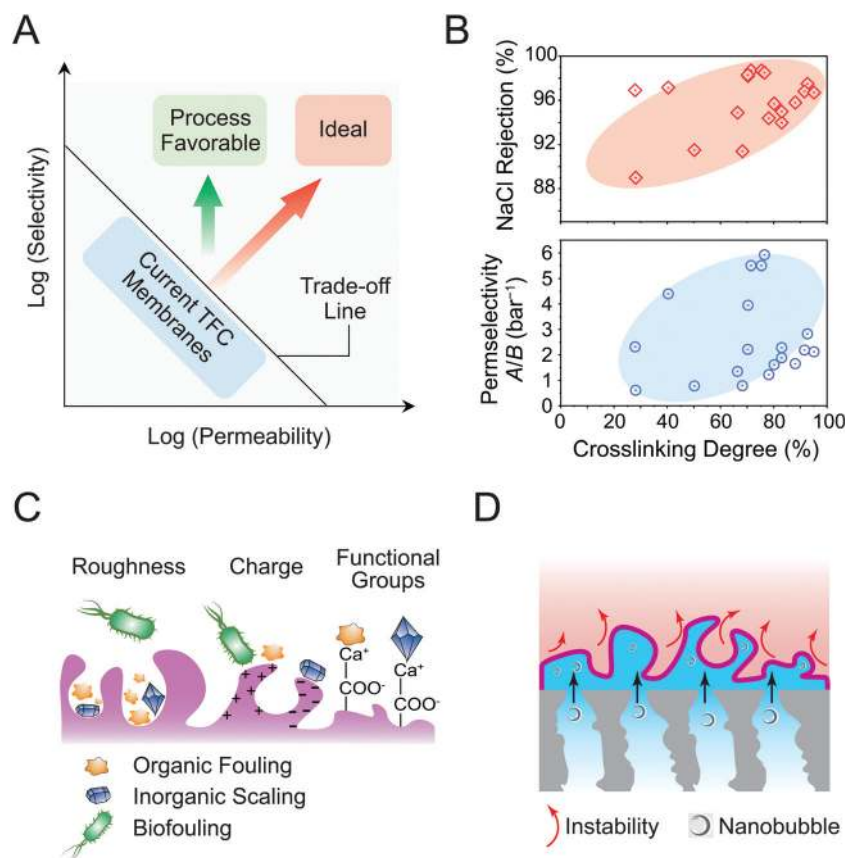 A
Log (Selectivity)
Process
Favorable
Ideal
Current TFC
Membranes
Trade-off
Line
Log (Permeability)
B
NaCl Rejection (%)
100
96
92
88
Permselectivity
A/B (bar⁻¹)
6
5
4
3
2
1
0
0 20 40 60 80 100
Crosslinking Degree (%)
C
Roughness
Charge
Functional
Groups
+ + + + + +
- - - - - - -
Ca⁺
C
COO⁻
Ca⁺
C
COO⁻
Organic Fouling
Inorganic Scaling
Biofouling
D
Instability
Nanobubble